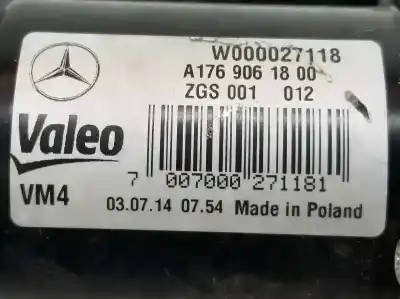 W000027118
A176 906 18 00
ZGS 001 012
Valeo
7 007000 271181
VM4
03.07.14 07.54 Made in Poland